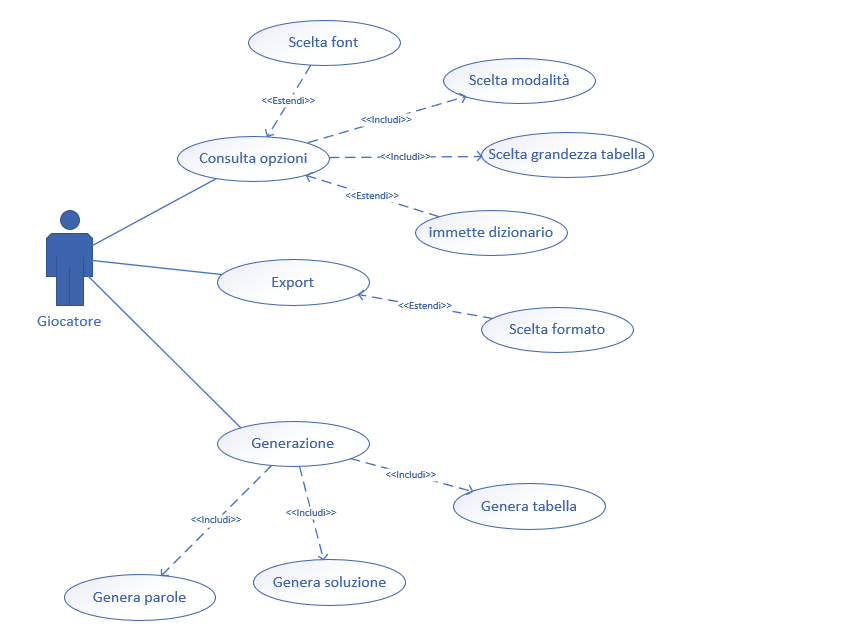 Scelta font
Scelta modalità
<<Estendi>>
<<Includi>>
Consulta opzioni
<<Includi>>
Scelta grandezza tabella
<<Estendi>>
immette dizionario
Export
<<Estendi>>
Giocatore
Scelta formato
Generazione
<<Includi>>
Genera tabella
<<Includi>>
<<Includi>>
Genera soluzione
Genera parole